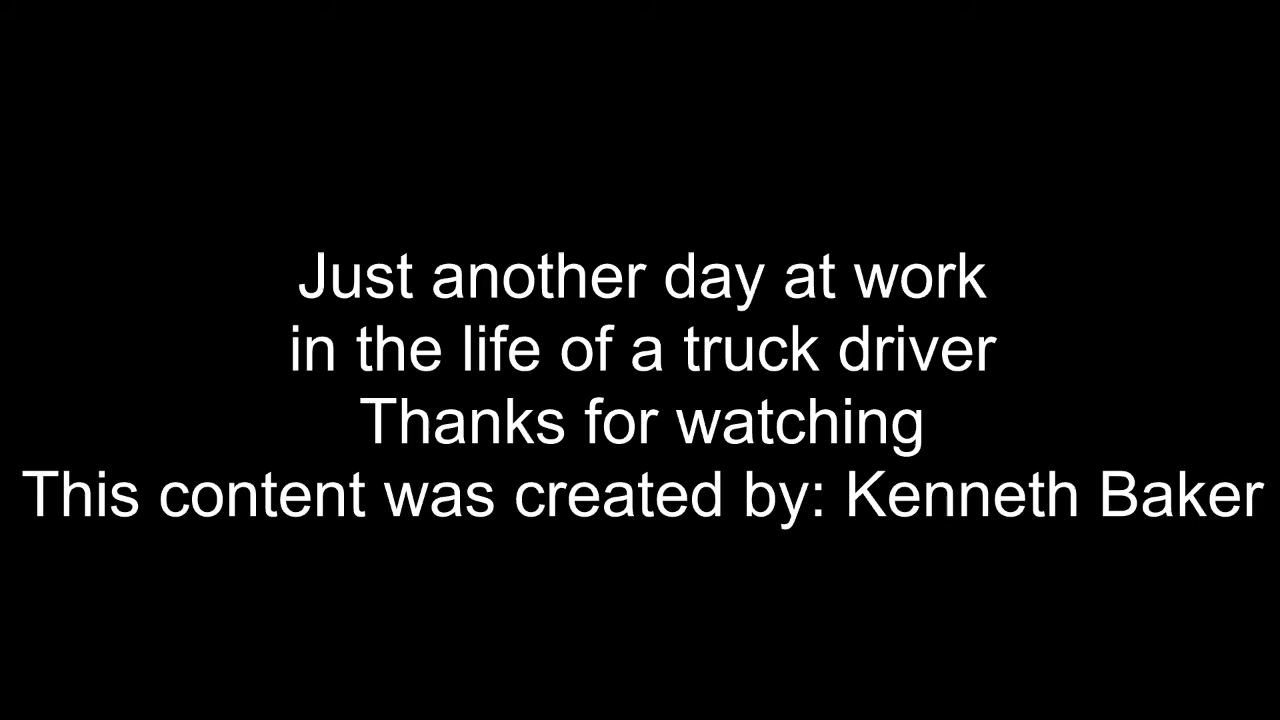 Just another day at work
in the life of a truck driver
Thanks for watching
This content was created by: Kenneth Baker